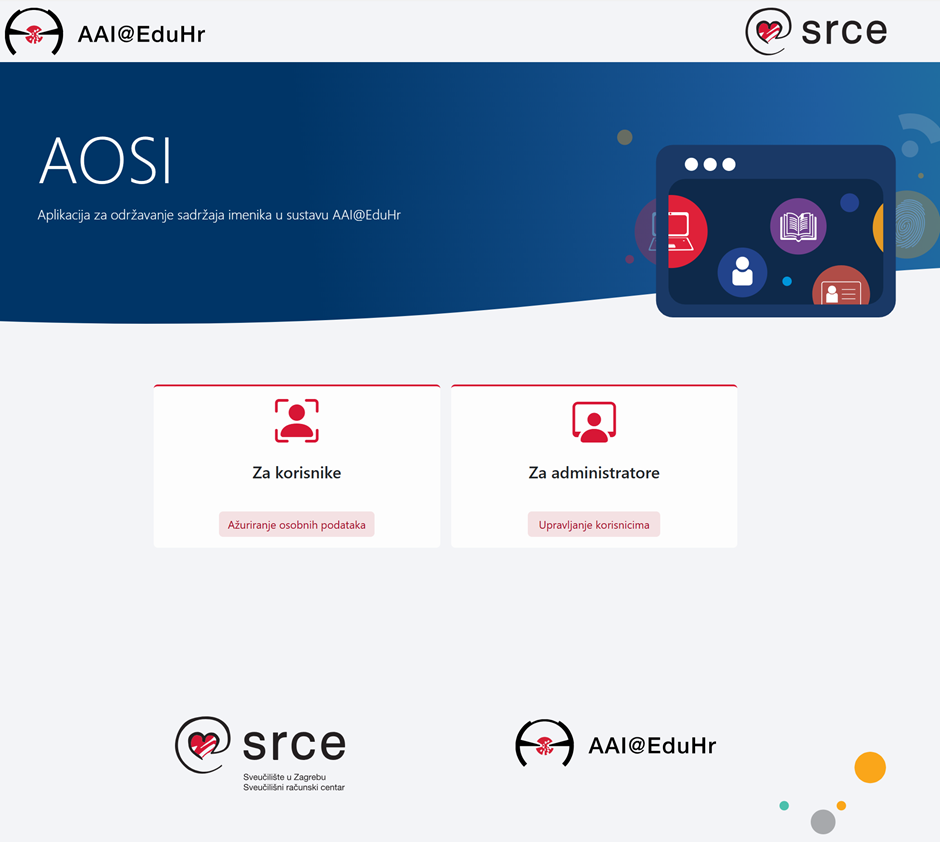 AAI@EduHr
srce
AOSI
Aplikacija za održavanje sadržaja imenika u sustavu AAI@EduHr
Za korisnike
Ažuriranje osobnih podataka
Za administratore
Upravljanje korisnicima
srce
Sveučilište u Zagrebu
Sveučilišni računski centar
AAI@EduHr